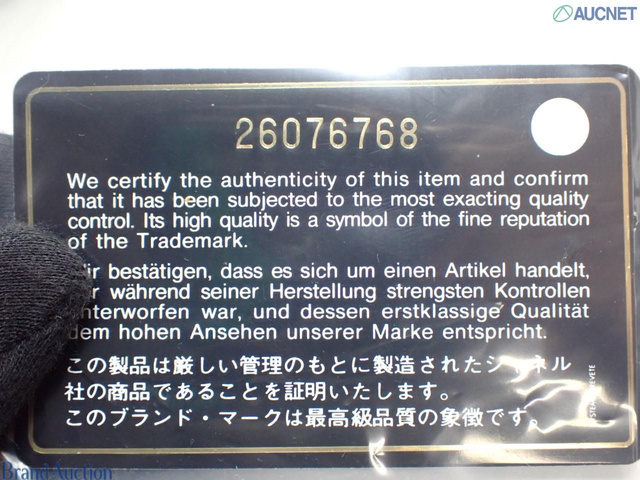 AUCNET
26076768
We certify the authenticity of this item and confirm
that it has been subjected to the most exacting quality
control. Its high quality is a symbol of the fine reputation
of the Trademark.
bestätigen, dass es sich um einen Artikel handelt,
während seiner Herstellung strengsten Kontrollen
unterworfen war, und dessen erstklassige Qualität
dem hohen Ansehen unserer Marke entspricht.
この製品は厳しい管理のもとに製造されたシャネル
社の商品であることを証明いたします。
このブランド・マークは最高級品質の象徴です。
Brand Auction